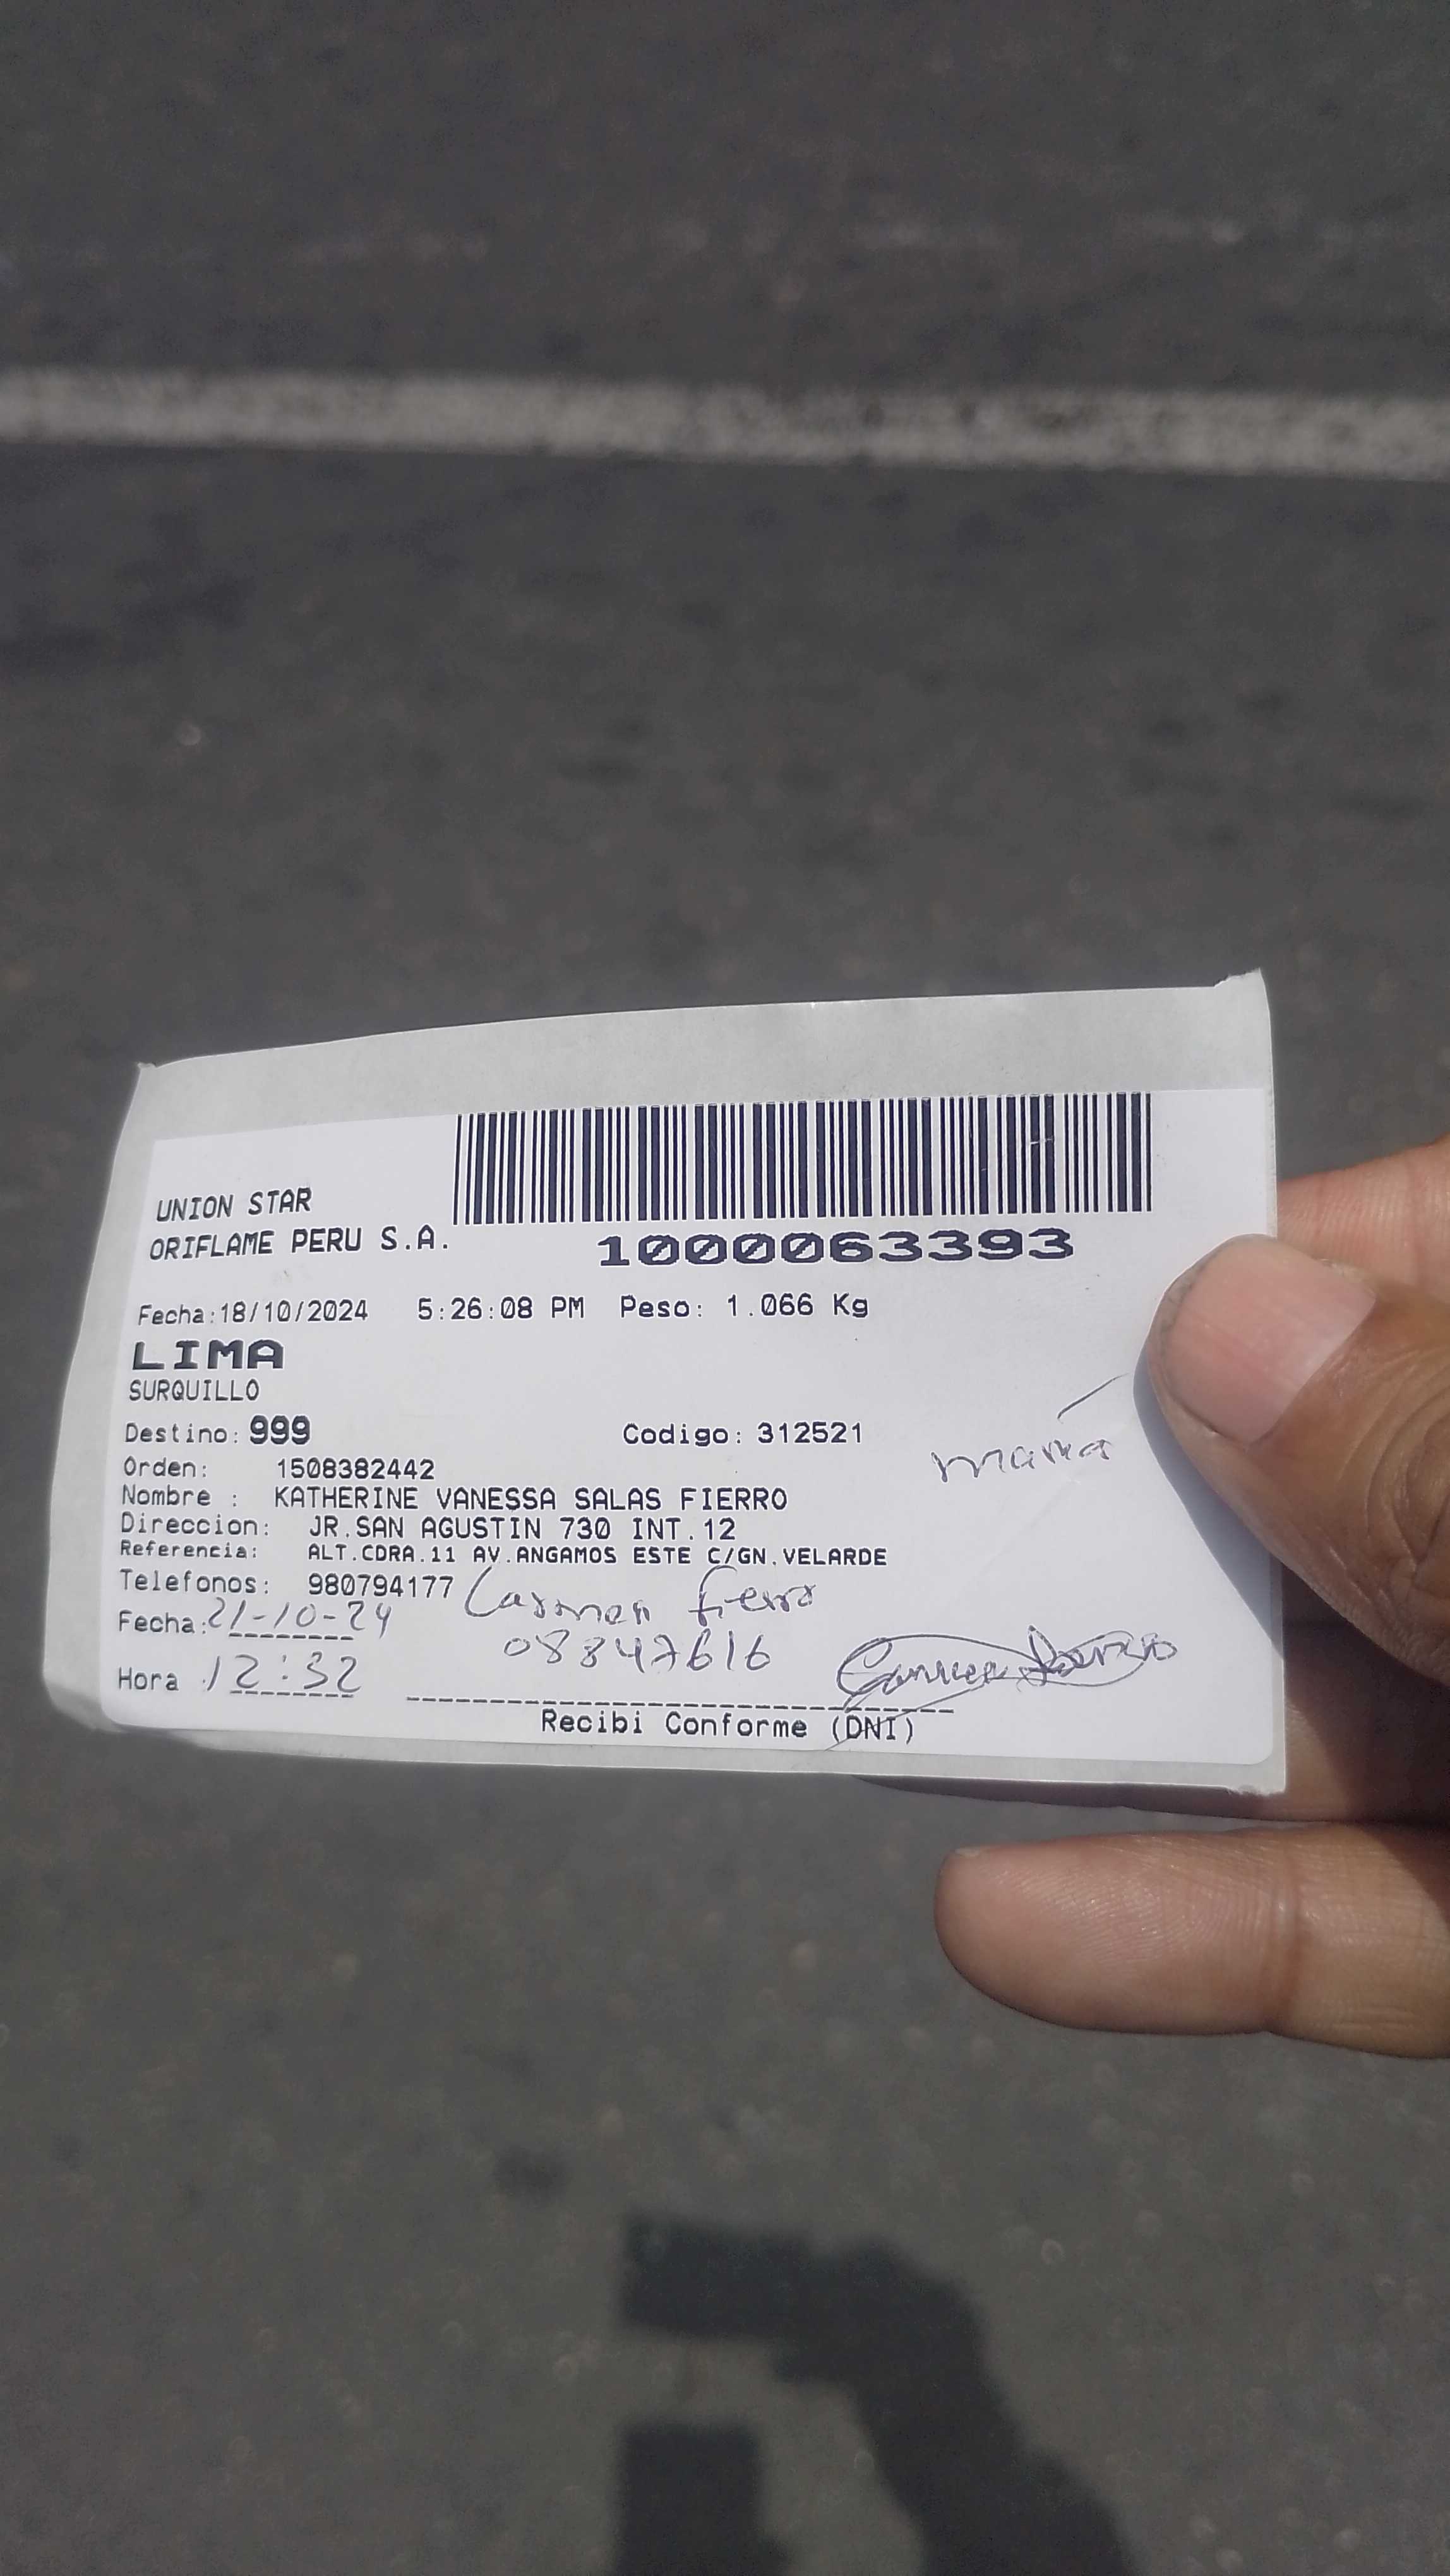 UNION STAR
ORIFLAME PERU S.A.
1000063393
Fecha:18/10/2024 5:26:08 PM Peso: 1.066 Kg
LIMA
SURQUILLO
Destino: 999 Codigo: 312521
Orden: 1508382442
Nombre : KATHERINE VANESSA SALAS FIERRO
Direccion: JR.SAN AGUSTIN 730 INT.12
Referencia: ALT.CDRA.11 AV.ANGAMOS ESTE C/GN.VELARDE
Telefonos: 980794177 Carmen fierro
Fecha: 21-10-24
08847616
Hora 12:32
Recibi Conforme (DNI)